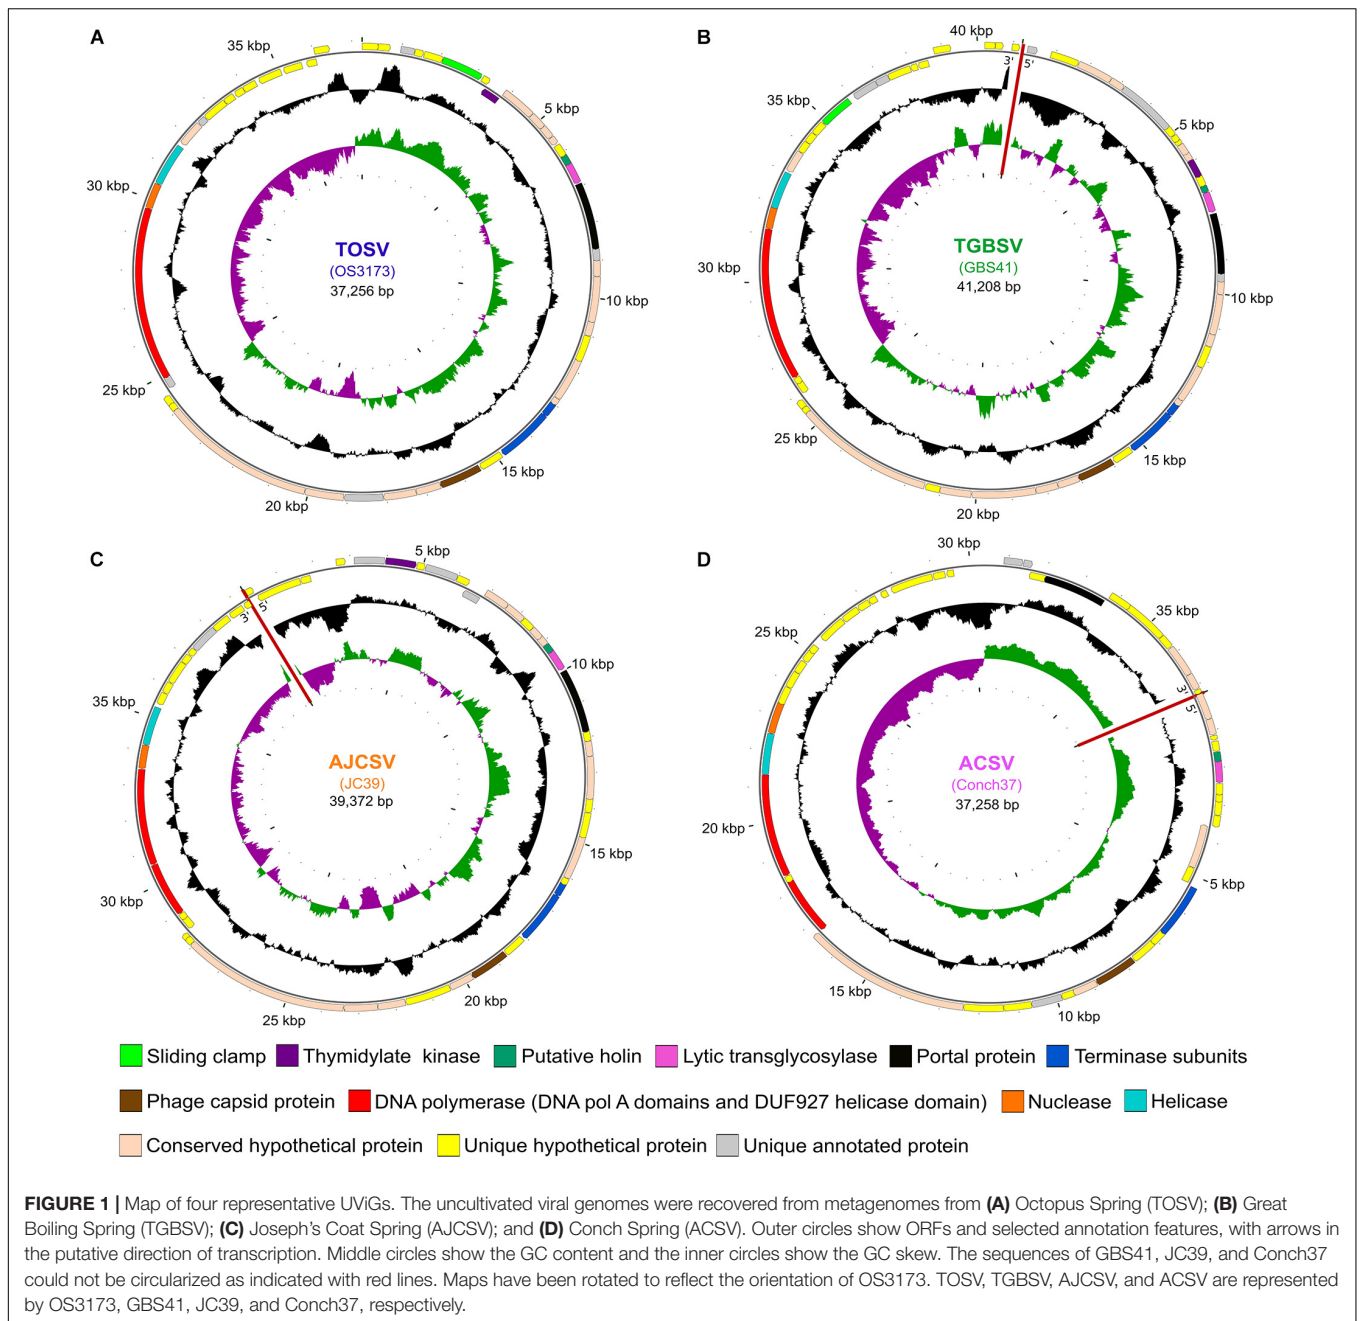 A
35 kbp
5 kbp
30 kbp
TOSV
(OS3173)
37,256 bp
10 kbp
25 kbp
15 kbp
20 kbp
B
40 kbp
3' 5'
35 kbp
5 kbp
30 kbp
TGBSV
(GBS41)
41,208 bp
10 kbp
25 kbp
15 kbp
20 kbp
C
5 kbp
3' 5'
10 kbp
35 kbp
AJCSV
(JC39)
39,372 bp
15 kbp
30 kbp
20 kbp
25 kbp
D
30 kbp
35 kbp
25 kbp
3' 5'
ACSV
(Conch37)
37,258 bp
20 kbp
5 kbp
15 kbp
10 kbp
Sliding clamp Thymidylate kinase Putative holin Lytic transglycosylase Portal protein Terminase subunits
Phage capsid protein DNA polymerase (DNA pol A domains and DUF927 helicase domain) Nuclease Helicase
Conserved hypothetical protein Unique hypothetical protein Unique annotated protein
FIGURE 1 | Map of four representative UViGs. The uncultivated viral genomes were recovered from metagenomes from (A) Octopus Spring (TOSV); (B) Great
Boiling Spring (TGBSV); (C) Joseph's Coat Spring (AJCSV); and (D) Conch Spring (ACSV). Outer circles show ORFs and selected annotation features, with arrows in
the putative direction of transcription. Middle circles show the GC content and the inner circles show the GC skew. The sequences of GBS41, JC39, and Conch37
could not be circularized as indicated with red lines. Maps have been rotated to reflect the orientation of OS3173. TOSV, TGBSV, AJCSV, and ACSV are represented
by OS3173, GBS41, JC39, and Conch37, respectively.